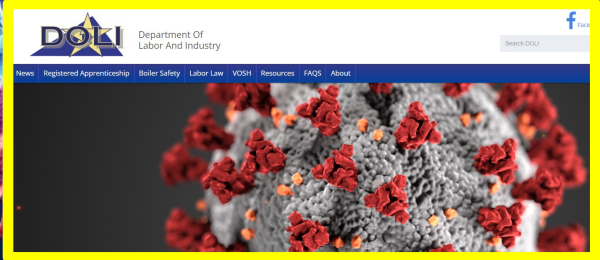 DOLI
Department Of
Labor And Industry
Face
Search DOLI
News Registered Apprenticeship Boiler Safety Labor Law VOSH Resources FAQS About